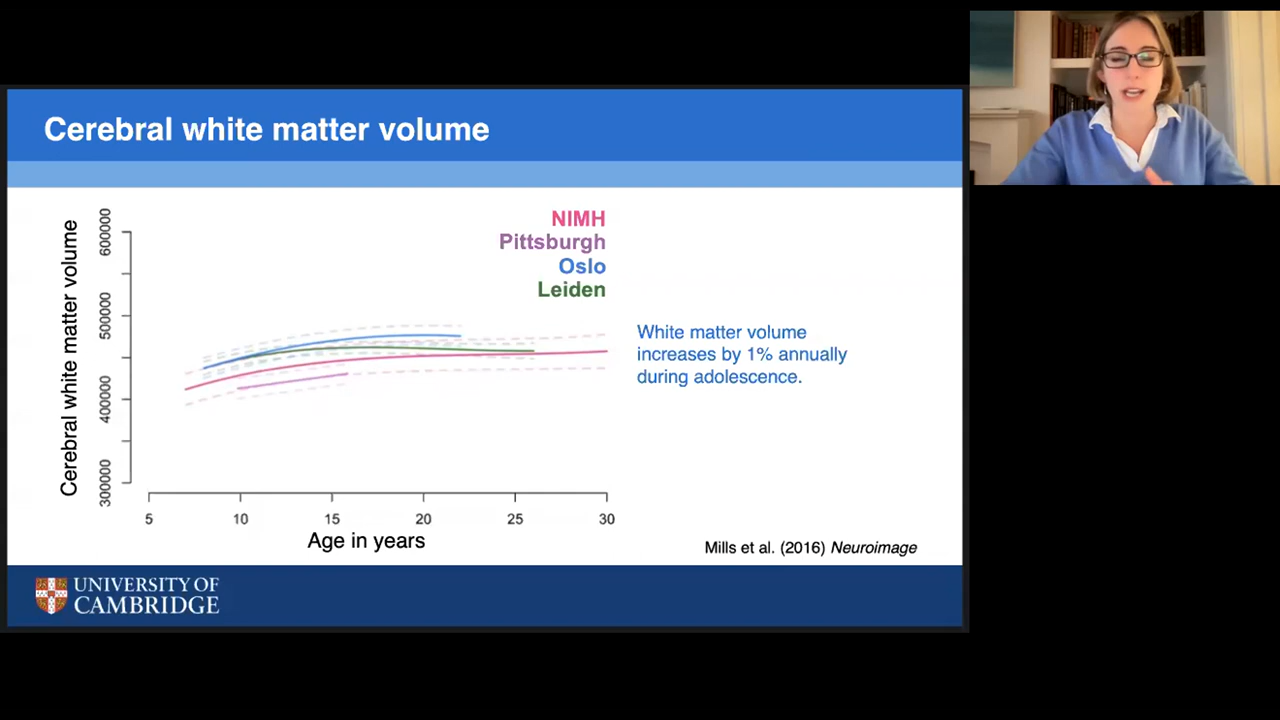 Cerebral white matter volume
NIMH
Pittsburgh
Oslo
Leiden
Cerebral white matter volume
600000
500000
400000
300000
5 10 15 20 25 30
Age in years
White matter volume
increases by 1% annually
during adolescence.
Mills et al. (2016) Neuroimage
UNIVERSITY OF
CAMBRIDGE